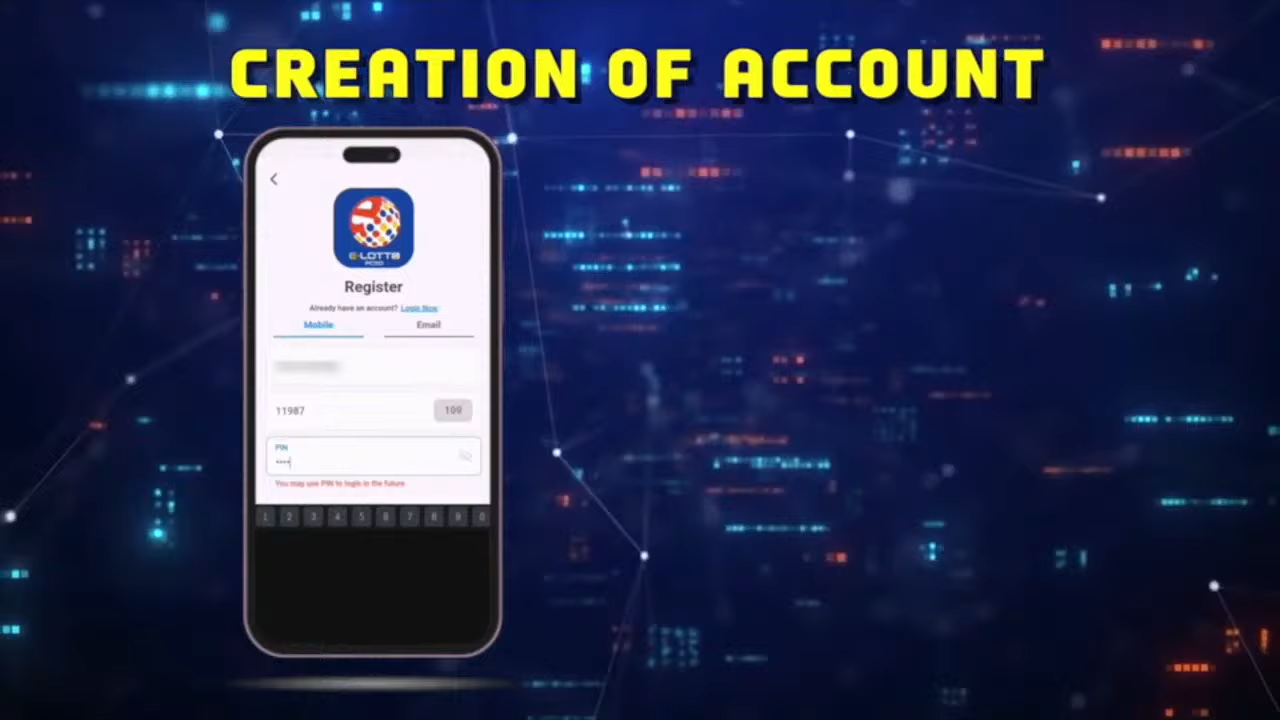 CREATION OF ACCOUNT
E-LOTTO
PCSO
Register
Already have an account? Login Now
Mobile Email
11987 199
PIN
••••
You may use PIN to login in the future
1 2 3 4 5 6 7 8 9 0